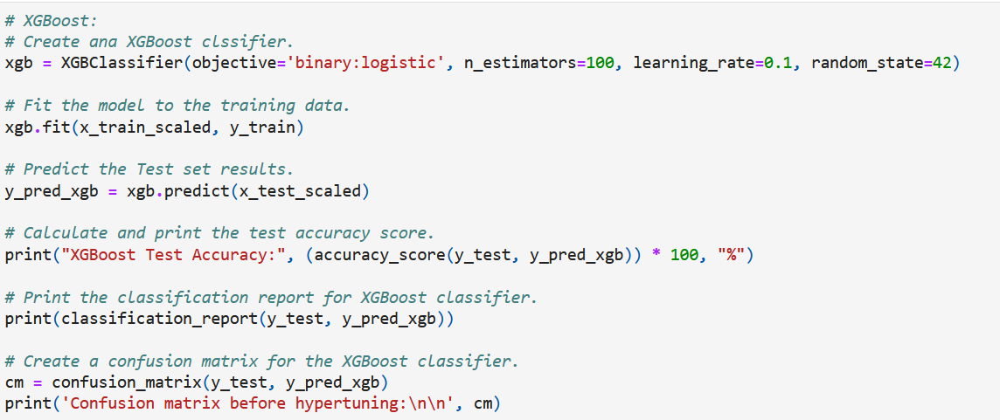 # XGBoost:
# Create ana XGBoost clssifier.
xgb = XGBClassifier(objective='binary:logistic', n_estimators=100, learning_rate=0.1, random_state=42)
# Fit the model to the training data.
xgb.fit(x_train_scaled, y_train)
# Predict the Test set results.
y_pred_xgb = xgb.predict(x_test_scaled)
# Calculate and print the test accuracy score.
print("XGBoost Test Accuracy:", (accuracy_score(y_test, y_pred_xgb)) * 100, "%")
# Print the classification report for XGBoost classifier.
print(classification_report(y_test, y_pred_xgb))
# Create a confusion matrix for the XGBoost classifier.
cm = confusion_matrix(y_test, y_pred_xgb)
print('Confusion matrix before hypertuning:\n\n', cm)